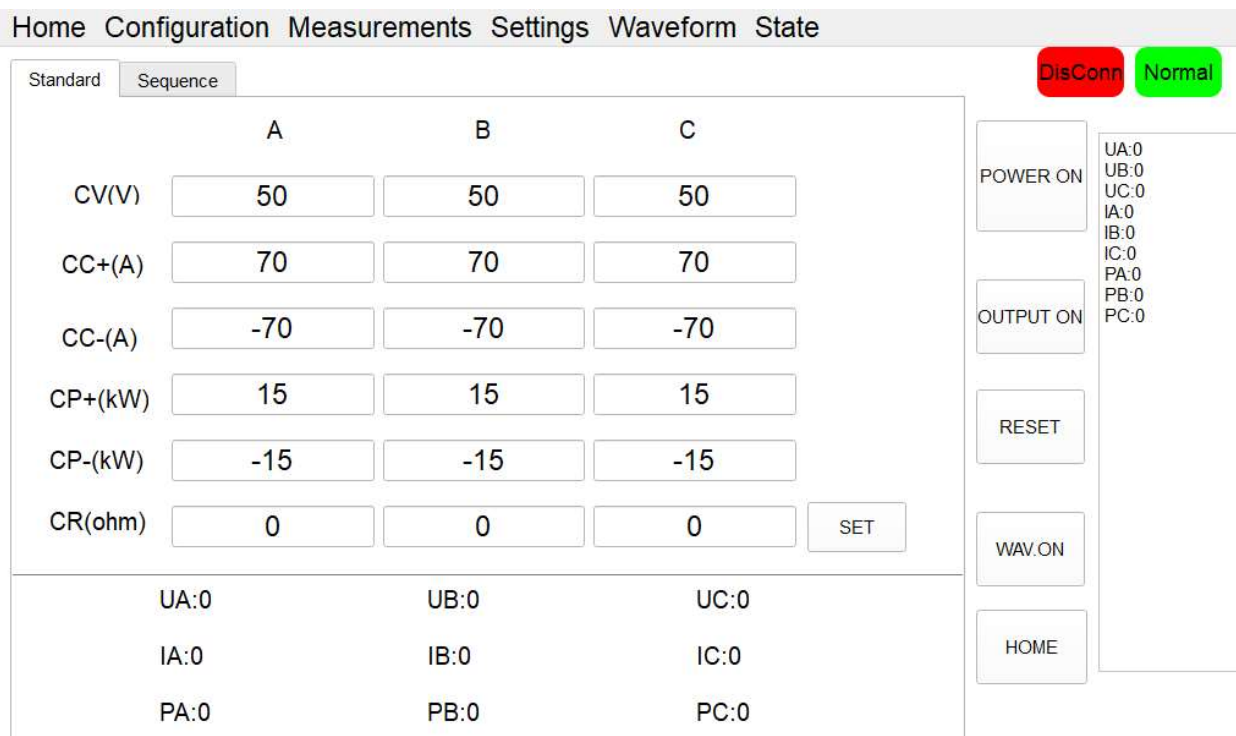 Home Configuration Measurements Settings Waveform State
DisConn Normal
Standard Sequence
A B C
CV(V) 50 50 50
CC+(A) 70 70 70
CC-(A) -70 -70 -70
CP+(kW) 15 15 15
CP-(kW) -15 -15 -15
CR(ohm) 0 0 0 SET
UA:0 UB:0 UC:0
IA:0 IB:0 IC:0
PA:0 PB:0 PC:0
POWER ON
OUTPUT ON
RESET
WAV.ON
HOME
UA:0
UB:0
UC:0
IA:0
IB:0
IC:0
PA:0
PB:0
PC:0